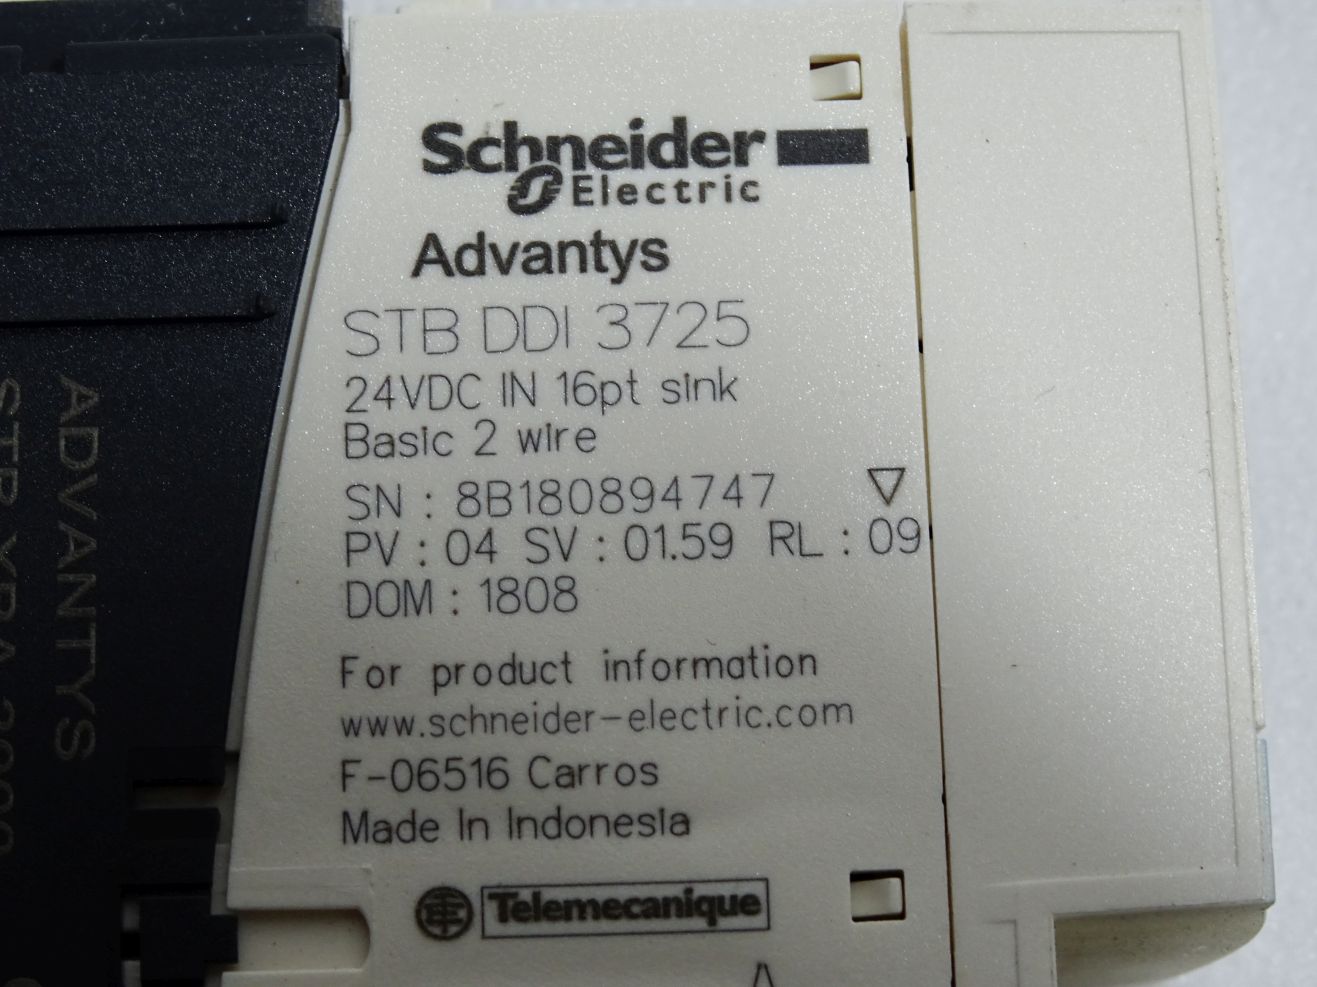 Schneider
Electric
Advantys
STB DDI 3725
24VDC IN 16pt sink
Basic 2 wire
SN : 8B180894747
PV : 04 SV : 01.59 RL : 09
DOM : 1808
For product information
www.schneider-electric.com
F-06516 Carros
Made In Indonesia
Telemecanique
ADVANTYS
STB XBA